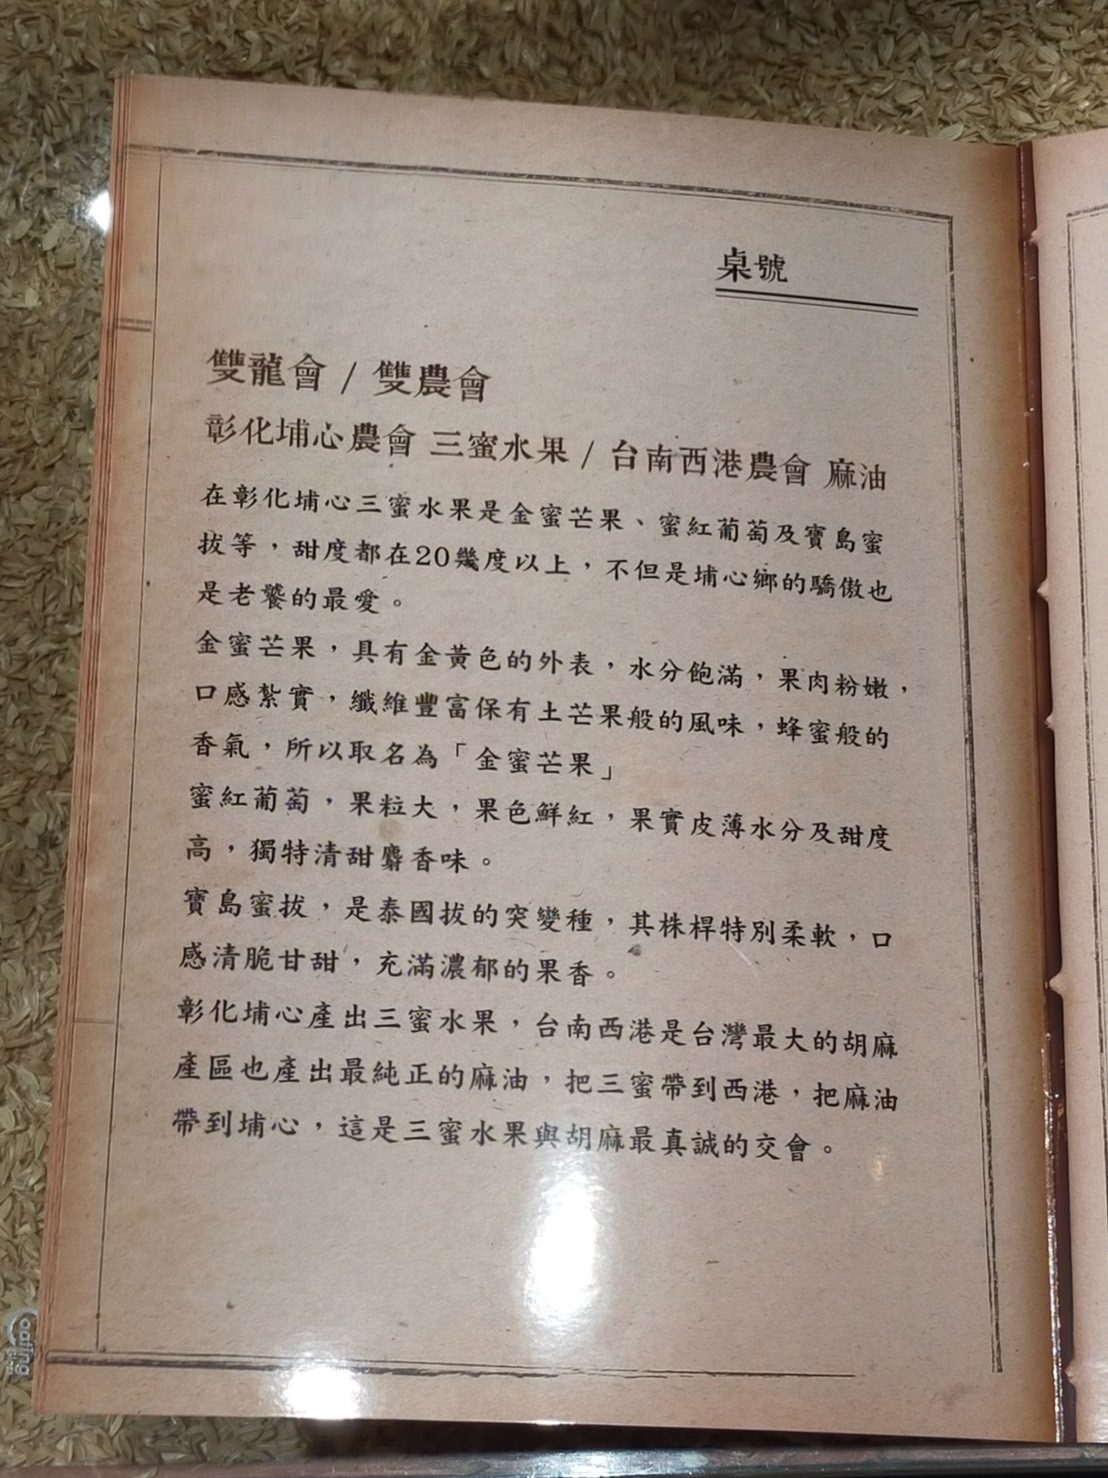 桌號
雙龍會 / 雙農會
彰化埔心農會 三蜜水果 / 台南西港農會 麻油
在彰化埔心三蜜水果是金蜜芒果、蜜紅葡萄及寶島蜜
拔等，甜度都在20幾度以上，不但是埔心鄉的驕傲也
是老饕的最愛。
金蜜芒果，具有金黃色的外表，水分飽滿，果肉粉嫩，
口感紮實，纖維豐富保有土芒果般的風味，蜂蜜般的
香氣，所以取名為「金蜜芒果」
蜜紅葡萄，果粒大，果色鮮紅，果實皮薄水分及甜度
高，獨特清甜麝香味。
寶島蜜拔，是泰國拔的突變種，其株桿特別柔軟，口
感清脆甘甜，充滿濃郁的果香。
彰化埔心產出三蜜水果，台南西港是台灣最大的胡麻
產區也產出最純正的麻油，把三蜜帶到西港，把麻油
帶到埔心，這是三蜜水果與胡麻最真誠的交會。